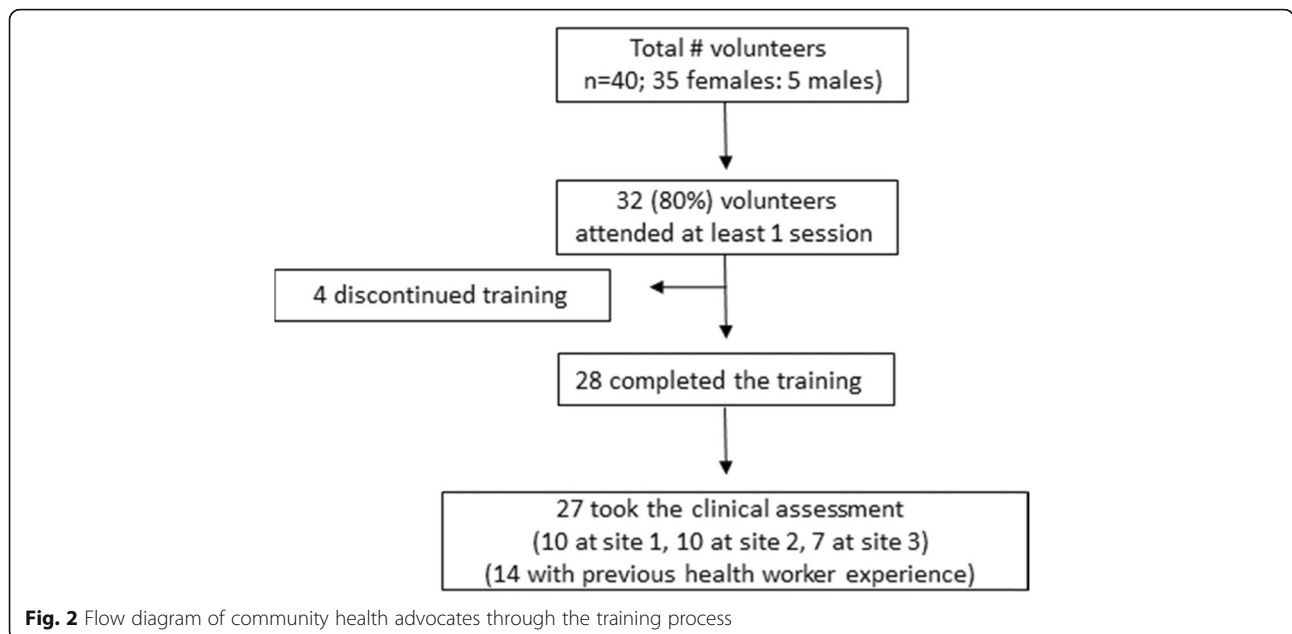 Total # volunteers
n=40; 35 females: 5 males)
32 (80%) volunteers
attended at least 1 session
4 discontinued training
28 completed the training
27 took the clinical assessment
(10 at site 1, 10 at site 2, 7 at site 3)
(14 with previous health worker experience)
Fig. 2 Flow diagram of community health advocates through the training process